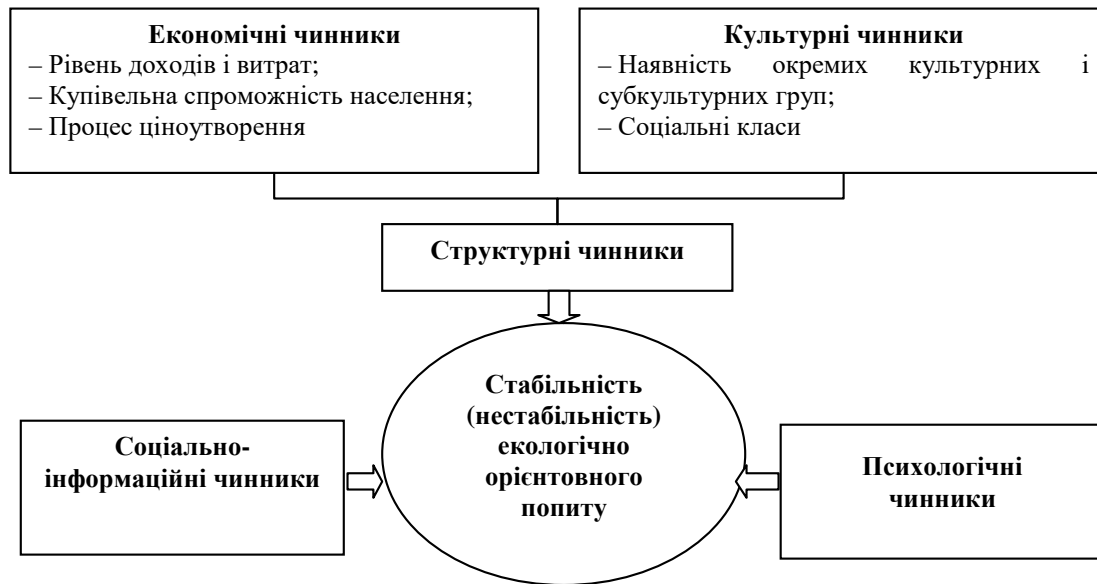 Економічні чинники
– Рівень доходів і витрат;
– Купівельна спроможність населення;
– Процес ціноутворення
Культурні чинники
– Наявність окремих культурних і
субкультурних груп;
– Соціальні класи
Структурні чинники
Стабільність
(нестабільність)
екологічно
орієнтовного
попиту
Соціально-
інформаційні чинники
Психологічні
чинники